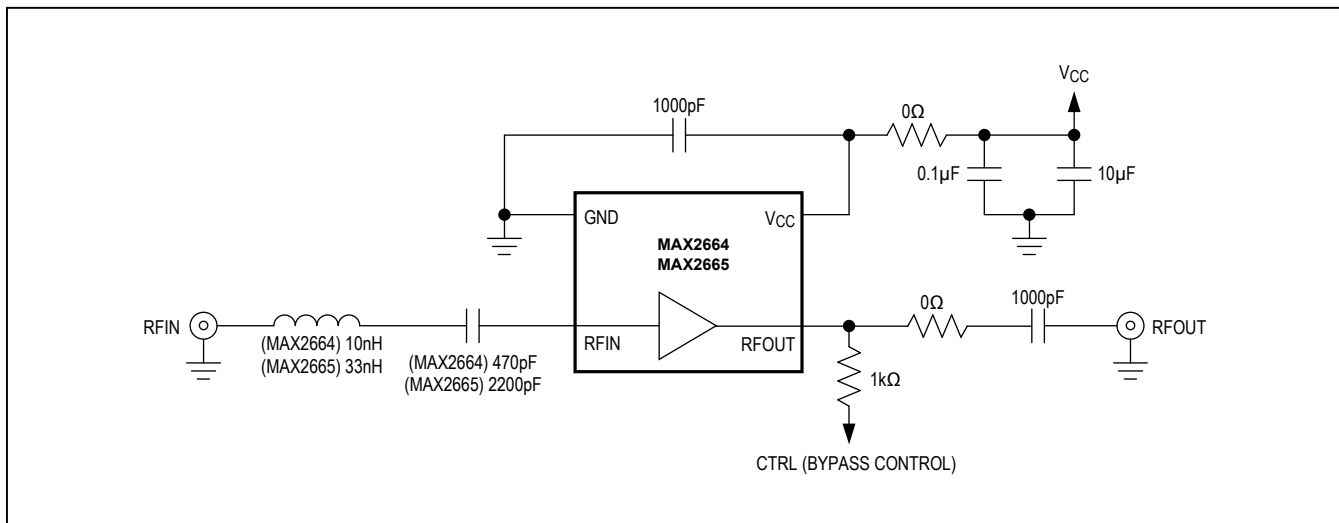 VCC
1000pF
0Ω
0.1µF
10µF
GND
VCC
MAX2664
MAX2665
0Ω
1000pF
RFIN
RFIN
RFOUT
RFOUT
(MAX2664) 10nH
(MAX2665) 33nH
(MAX2664) 470pF
(MAX2665) 2200pF
1kΩ
CTRL (BYPASS CONTROL)